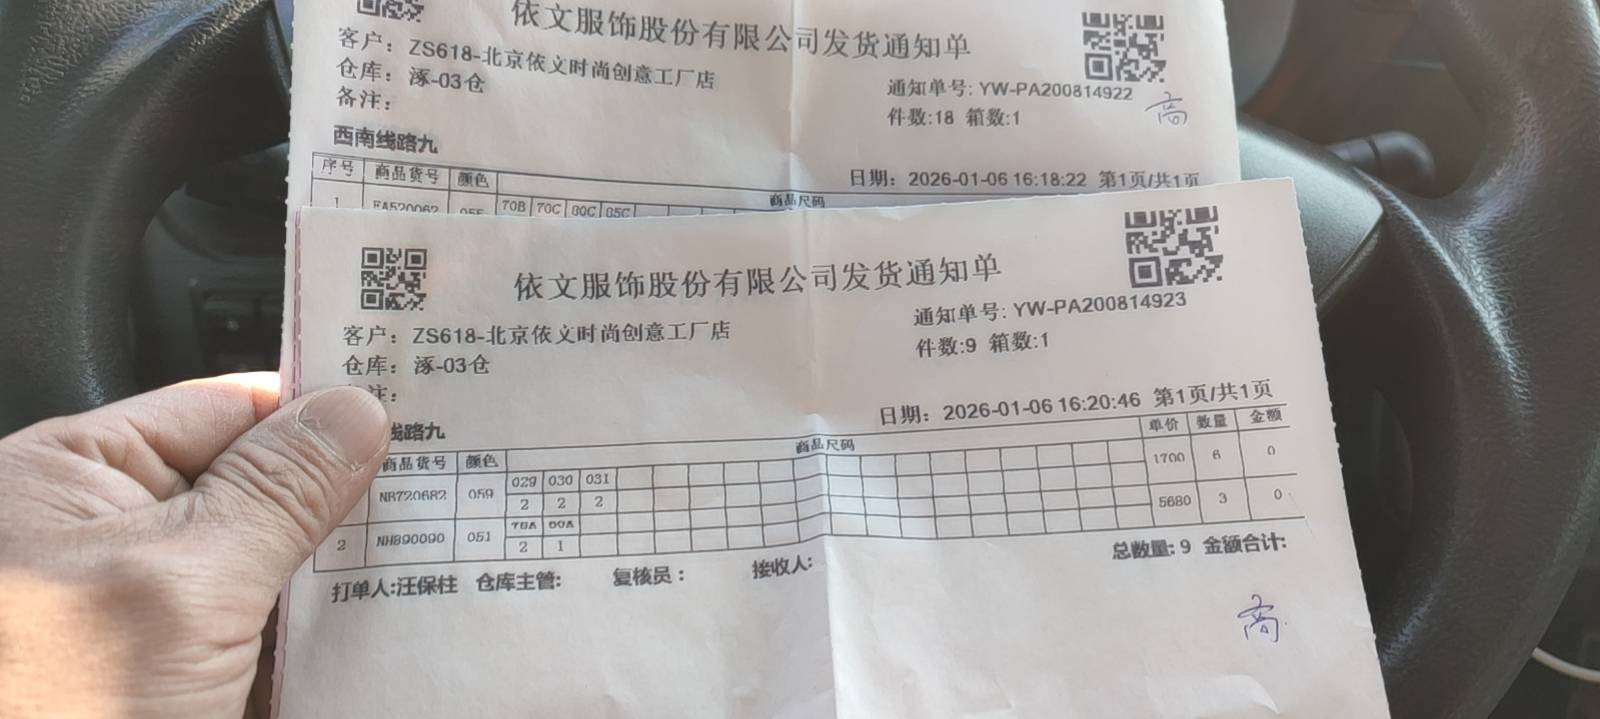 依文服饰股份有限公司发货通知单
客户：ZS618-北京依文时尚创意工厂店
仓库：涿-03仓
通知单号: YW-PA200814922
备注：
件数:18 箱数:1
商
西南线路九
日期：2026-01-06 16:18:22 第1页/共1页
序号 商品货号 颜色 商品尺码
1 70B 70C
依文服饰股份有限公司发货通知单
通知单号: YW-PA200814923
客户：ZS618-北京依文时尚创意工厂店
件数:9 箱数:1
仓库：涿-03仓
注：
日期：2026-01-06 16:20:46 第1页/共1页
线路九
商品货号 颜色 商品尺码 单价 数量 金额
029 030 031
NR720682 059 1700 6 0
2 2 2
2 NH890090 051 5680 3 0
2 1
总数量: 9 金额合计:
打单人:汪保柱 仓库主管: 复核员： 接收人:
商